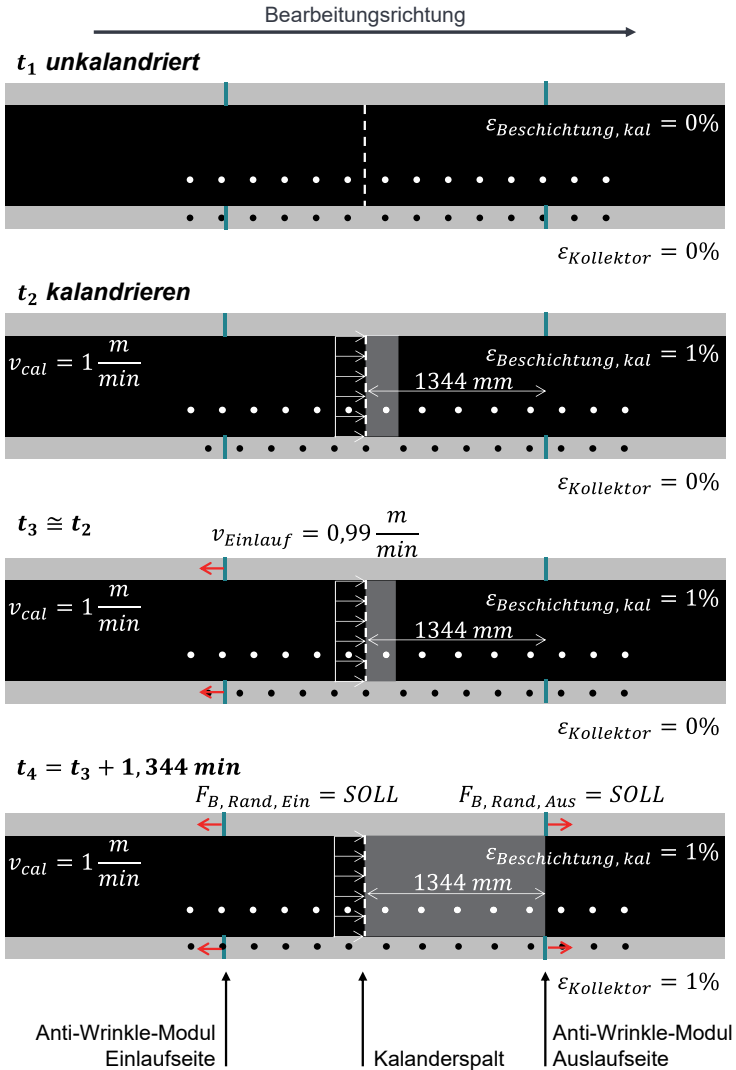 Bearbeitungsrichtung
t₁ unkalandriert
ε_Beschichtung, kal = 0%
ε_Kollektor = 0%
t₂ kalandrieren
v_cal = 1 m/min
ε_Beschichtung, kal = 1%
1344 mm
ε_Kollektor = 0%
t₃ ≅ t₂
v_Einlauf = 0,99 m/min
v_cal = 1 m/min
ε_Beschichtung, kal = 1%
1344 mm
ε_Kollektor = 0%
t₄ = t₃ + 1, 344 min
F_B, Rand, Ein = SOLL
F_B, Rand, Aus = SOLL
v_cal = 1 m/min
ε_Beschichtung, kal = 1%
1344 mm
ε_Kollektor = 1%
Anti-Wrinkle-Modul
Einlaufseite
Kalanderspalt
Anti-Wrinkle-Modul
Auslaufseite